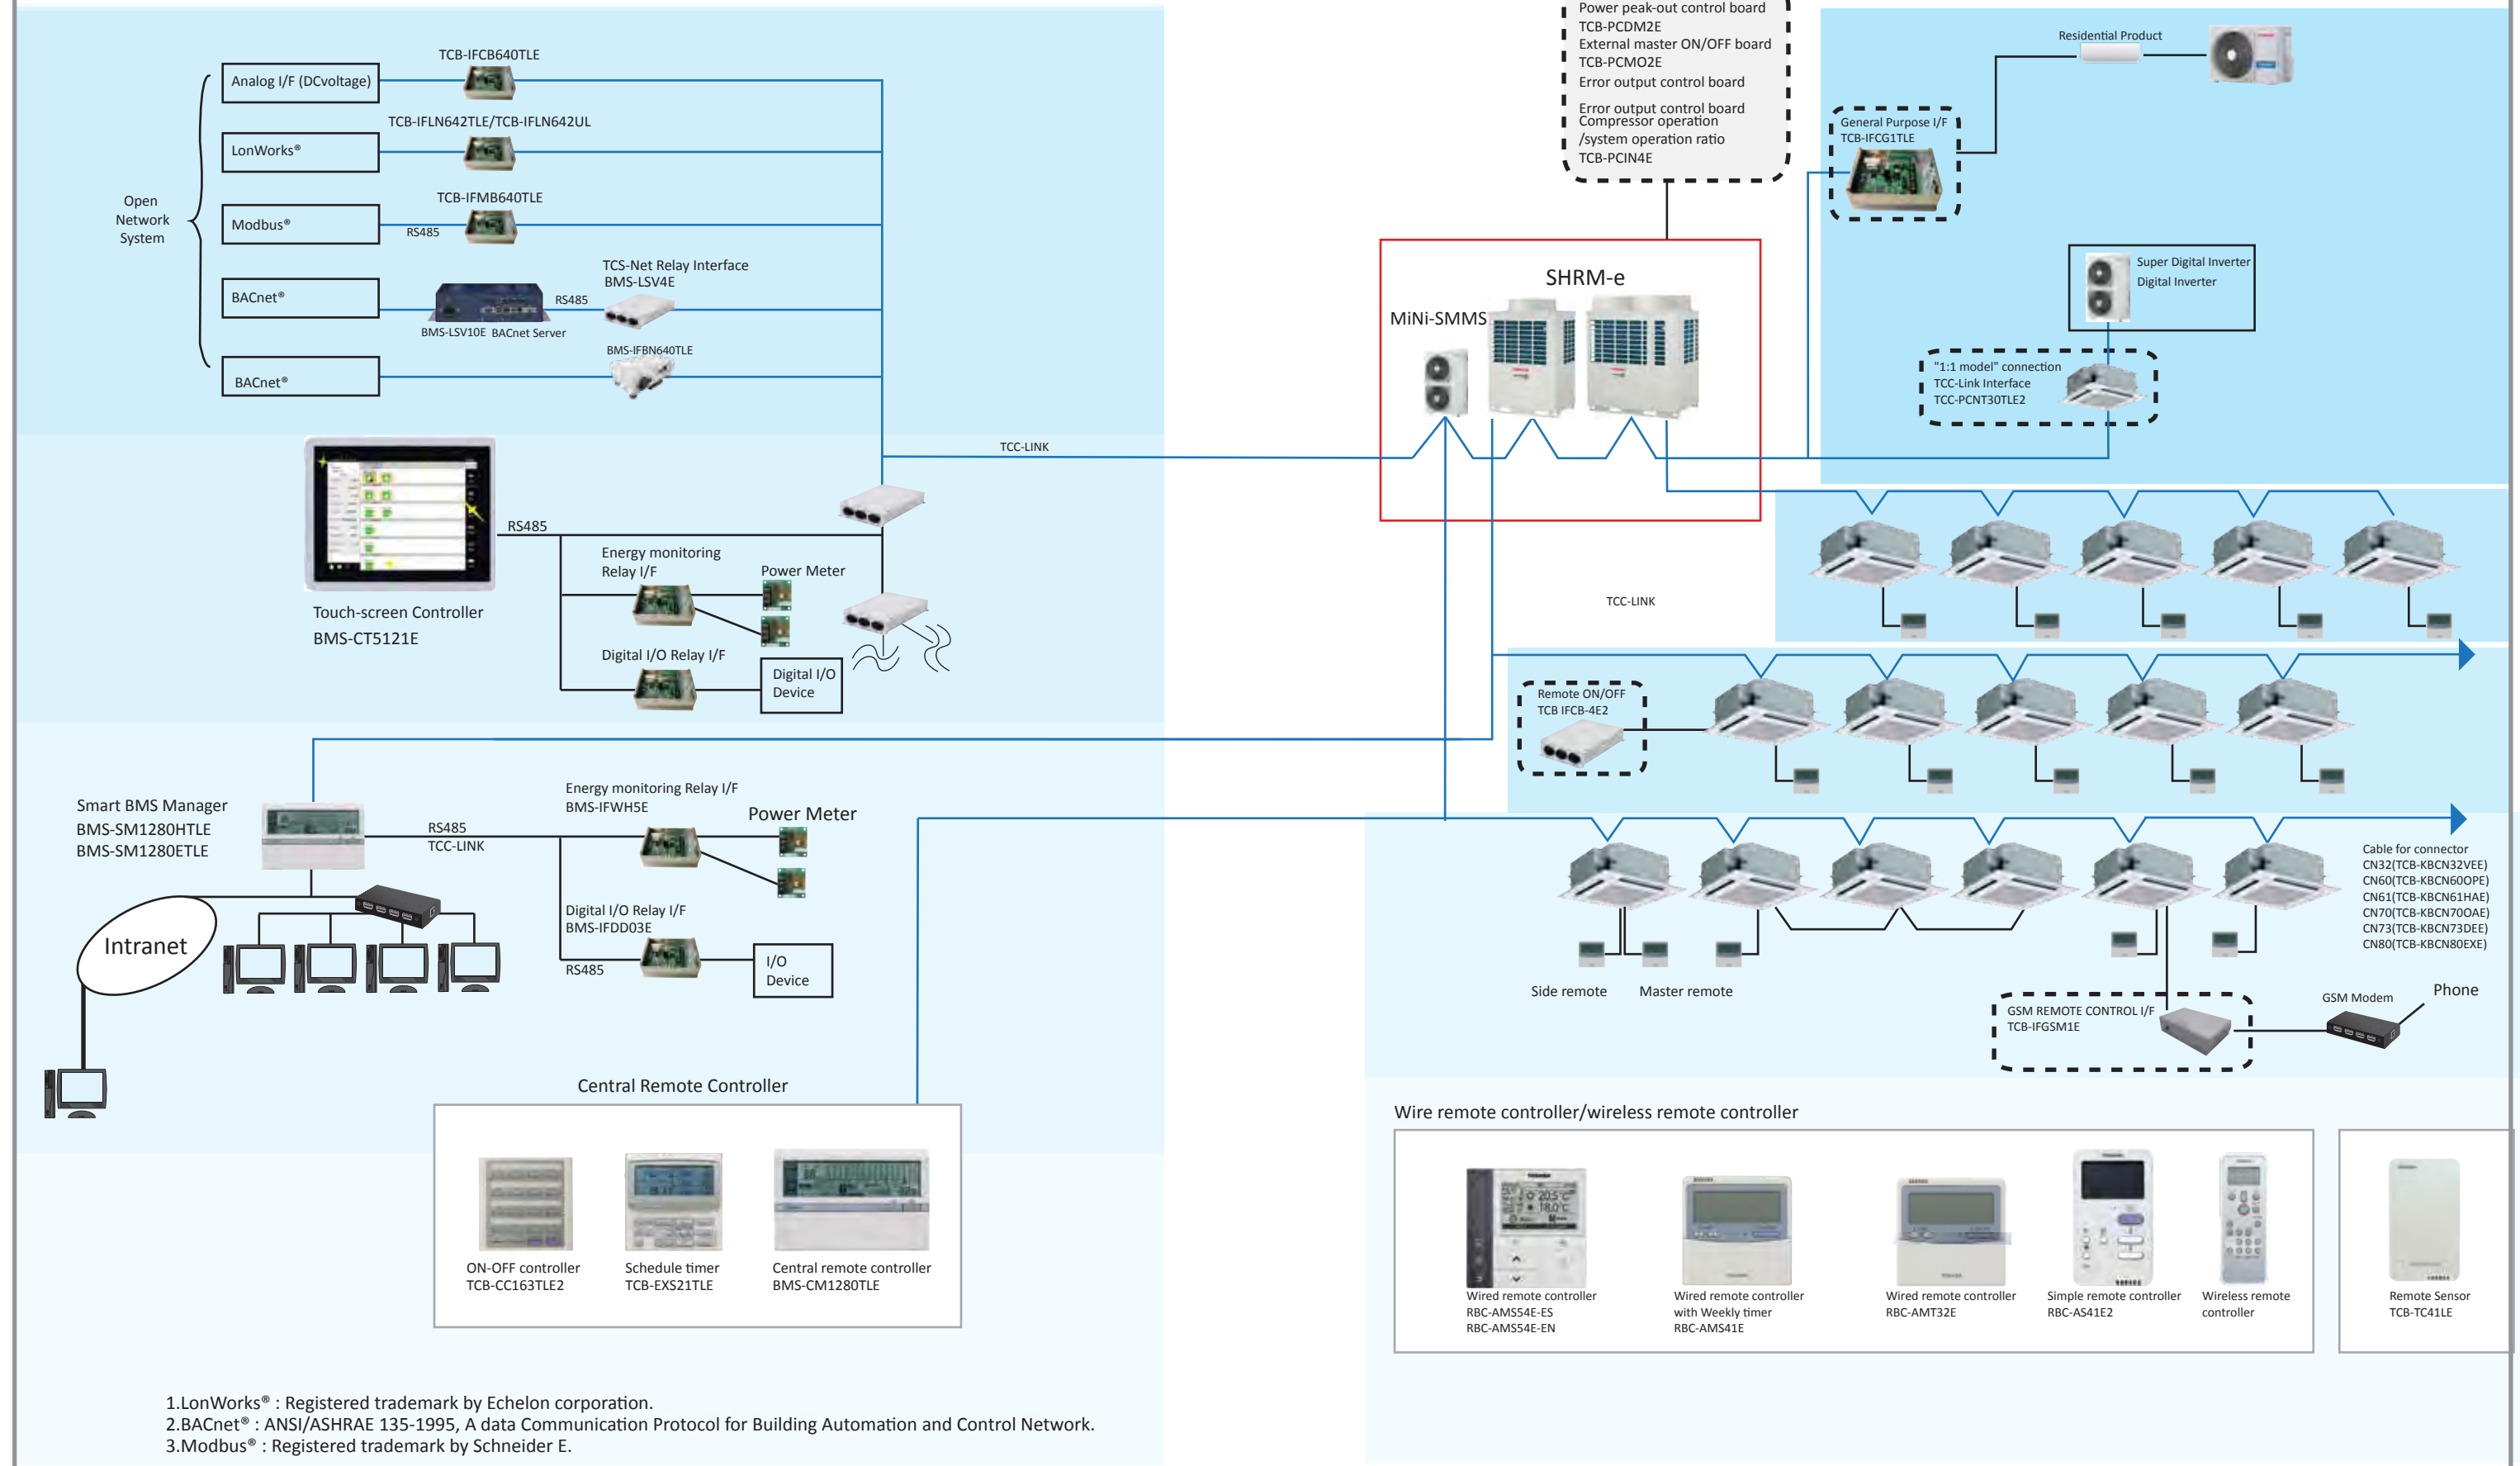 Power peak-out control board
TCB-PCDM2E
External master ON/OFF board
TCB-PCMO2E
Error output control board
Error output control board
Compressor operation
/system operation ratio
TCB-PCIN4E
Open
Network
System
Analog I/F (DCvoltage)
TCB-IFCB640TLE
LonWorks®
TCB-IFLN642TLE/TCB-IFLN642UL
Modbus®
RS485
TCB-IFMB640TLE
BACnet®
BMS-LSV10E BACnet Server
RS485
TCS-Net Relay Interface
BMS-LSV4E
BACnet®
BMS-IFBN640TLE
TCC-LINK
SHRM-e
MiNi-SMMS
Residential Product
General Purpose I/F
TCB-IFCG1TLE
Super Digital Inverter
Digital Inverter
"1:1 model" connection
TCC-Link Interface
TCC-PCNT30TLE2
Touch-screen Controller
BMS-CT5121E
RS485
Energy monitoring
Relay I/F
Power Meter
Digital I/O Relay I/F
Digital I/O
Device
TCC-LINK
Remote ON/OFF
TCB IFCB-4E2
Smart BMS Manager
BMS-SM1280HTLE
BMS-SM1280ETLE
RS485
TCC-LINK
Energy monitoring Relay I/F
BMS-IFWH5E
Power Meter
Digital I/O Relay I/F
BMS-IFDD03E
RS485
I/O
Device
Intranet
Cable for connector
CN32(TCB-KBCN32VEE)
CN60(TCB-KBCN60OPE)
CN61(TCB-KBCN61HAE)
CN70(TCB-KBCN70OAE)
CN73(TCB-KBCN73DEE)
CN80(TCB-KBCN80EXE)
Side remote
Master remote
GSM REMOTE CONTROL I/F
TCB-IFGSM1E
GSM Modem
Phone
Central Remote Controller
ON-OFF controller
TCB-CC163TLE2
Schedule timer
TCB-EXS21TLE
Central remote controller
BMS-CM1280TLE
Wire remote controller/wireless remote controller
20.5°C
18.0°C
Wired remote controller
RBC-AMS54E-ES
RBC-AMS54E-EN
Wired remote controller
with Weekly timer
RBC-AMS41E
Wired remote controller
RBC-AMT32E
Simple remote controller
RBC-AS41E2
Wireless remote
controller
Remote Sensor
TCB-TC41LE
1.LonWorks® : Registered trademark by Echelon corporation.
2.BACnet® : ANSI/ASHRAE 135-1995, A data Communication Protocol for Building Automation and Control Network.
3.Modbus® : Registered trademark by Schneider E.